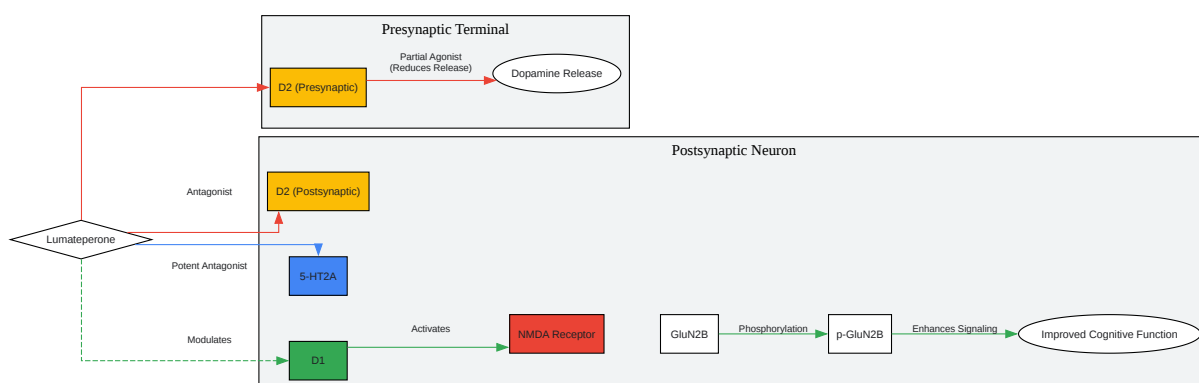 Presynaptic Terminal
Partial Agonist
(Reduces Release)
D2 (Presynaptic)
Dopamine Release
Postsynaptic Neuron
Antagonist
D2 (Postsynaptic)
Lumateperone
Potent Antagonist
5-HT2A
Modulates
D1
Activates
NMDA Receptor
GluN2B
Phosphorylation
p-GluN2B
Enhances Signaling
Improved Cognitive Function